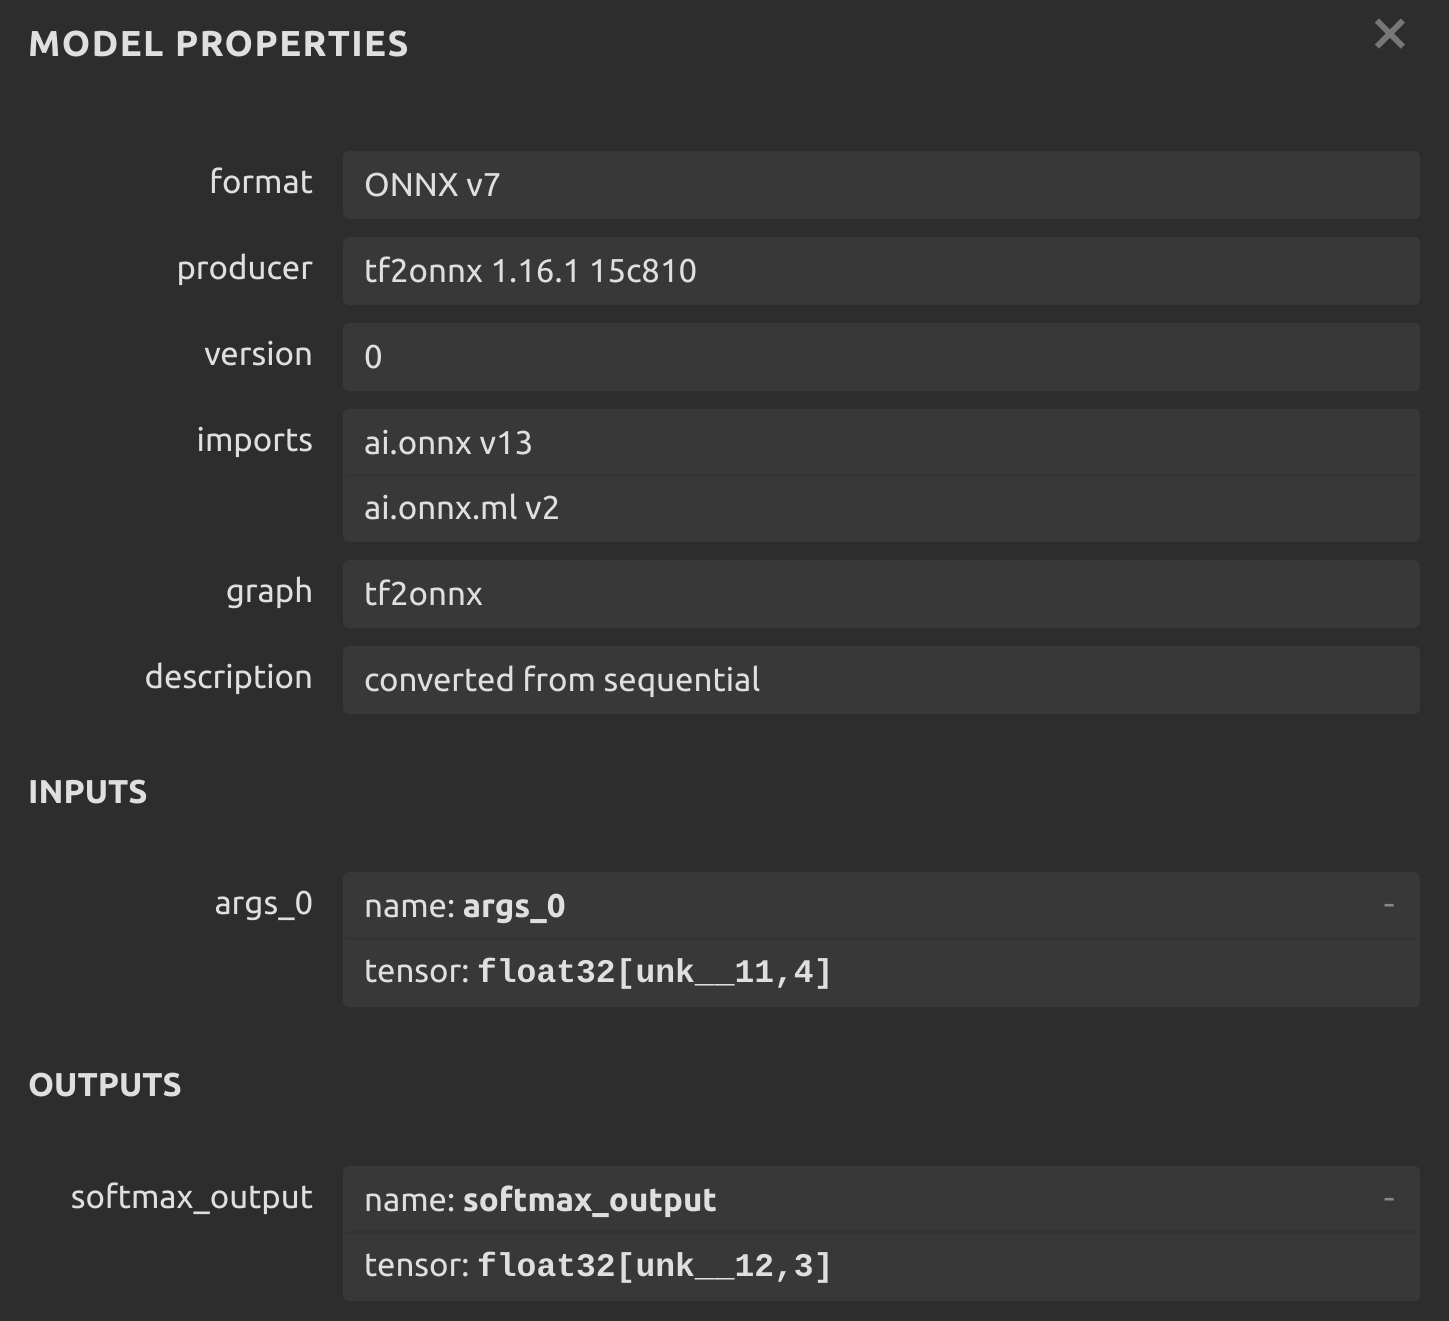 MODEL PROPERTIES
format ONNX v7
producer tf2onnx 1.16.1 15c810
version 0
imports ai.onnx v13
ai.onnx.ml v2
graph tf2onnx
description converted from sequential
INPUTS
args_0 name: args_0 -
tensor: float32[unk__11,4]
OUTPUTS
softmax_output name: softmax_output -
tensor: float32[unk__12,3]